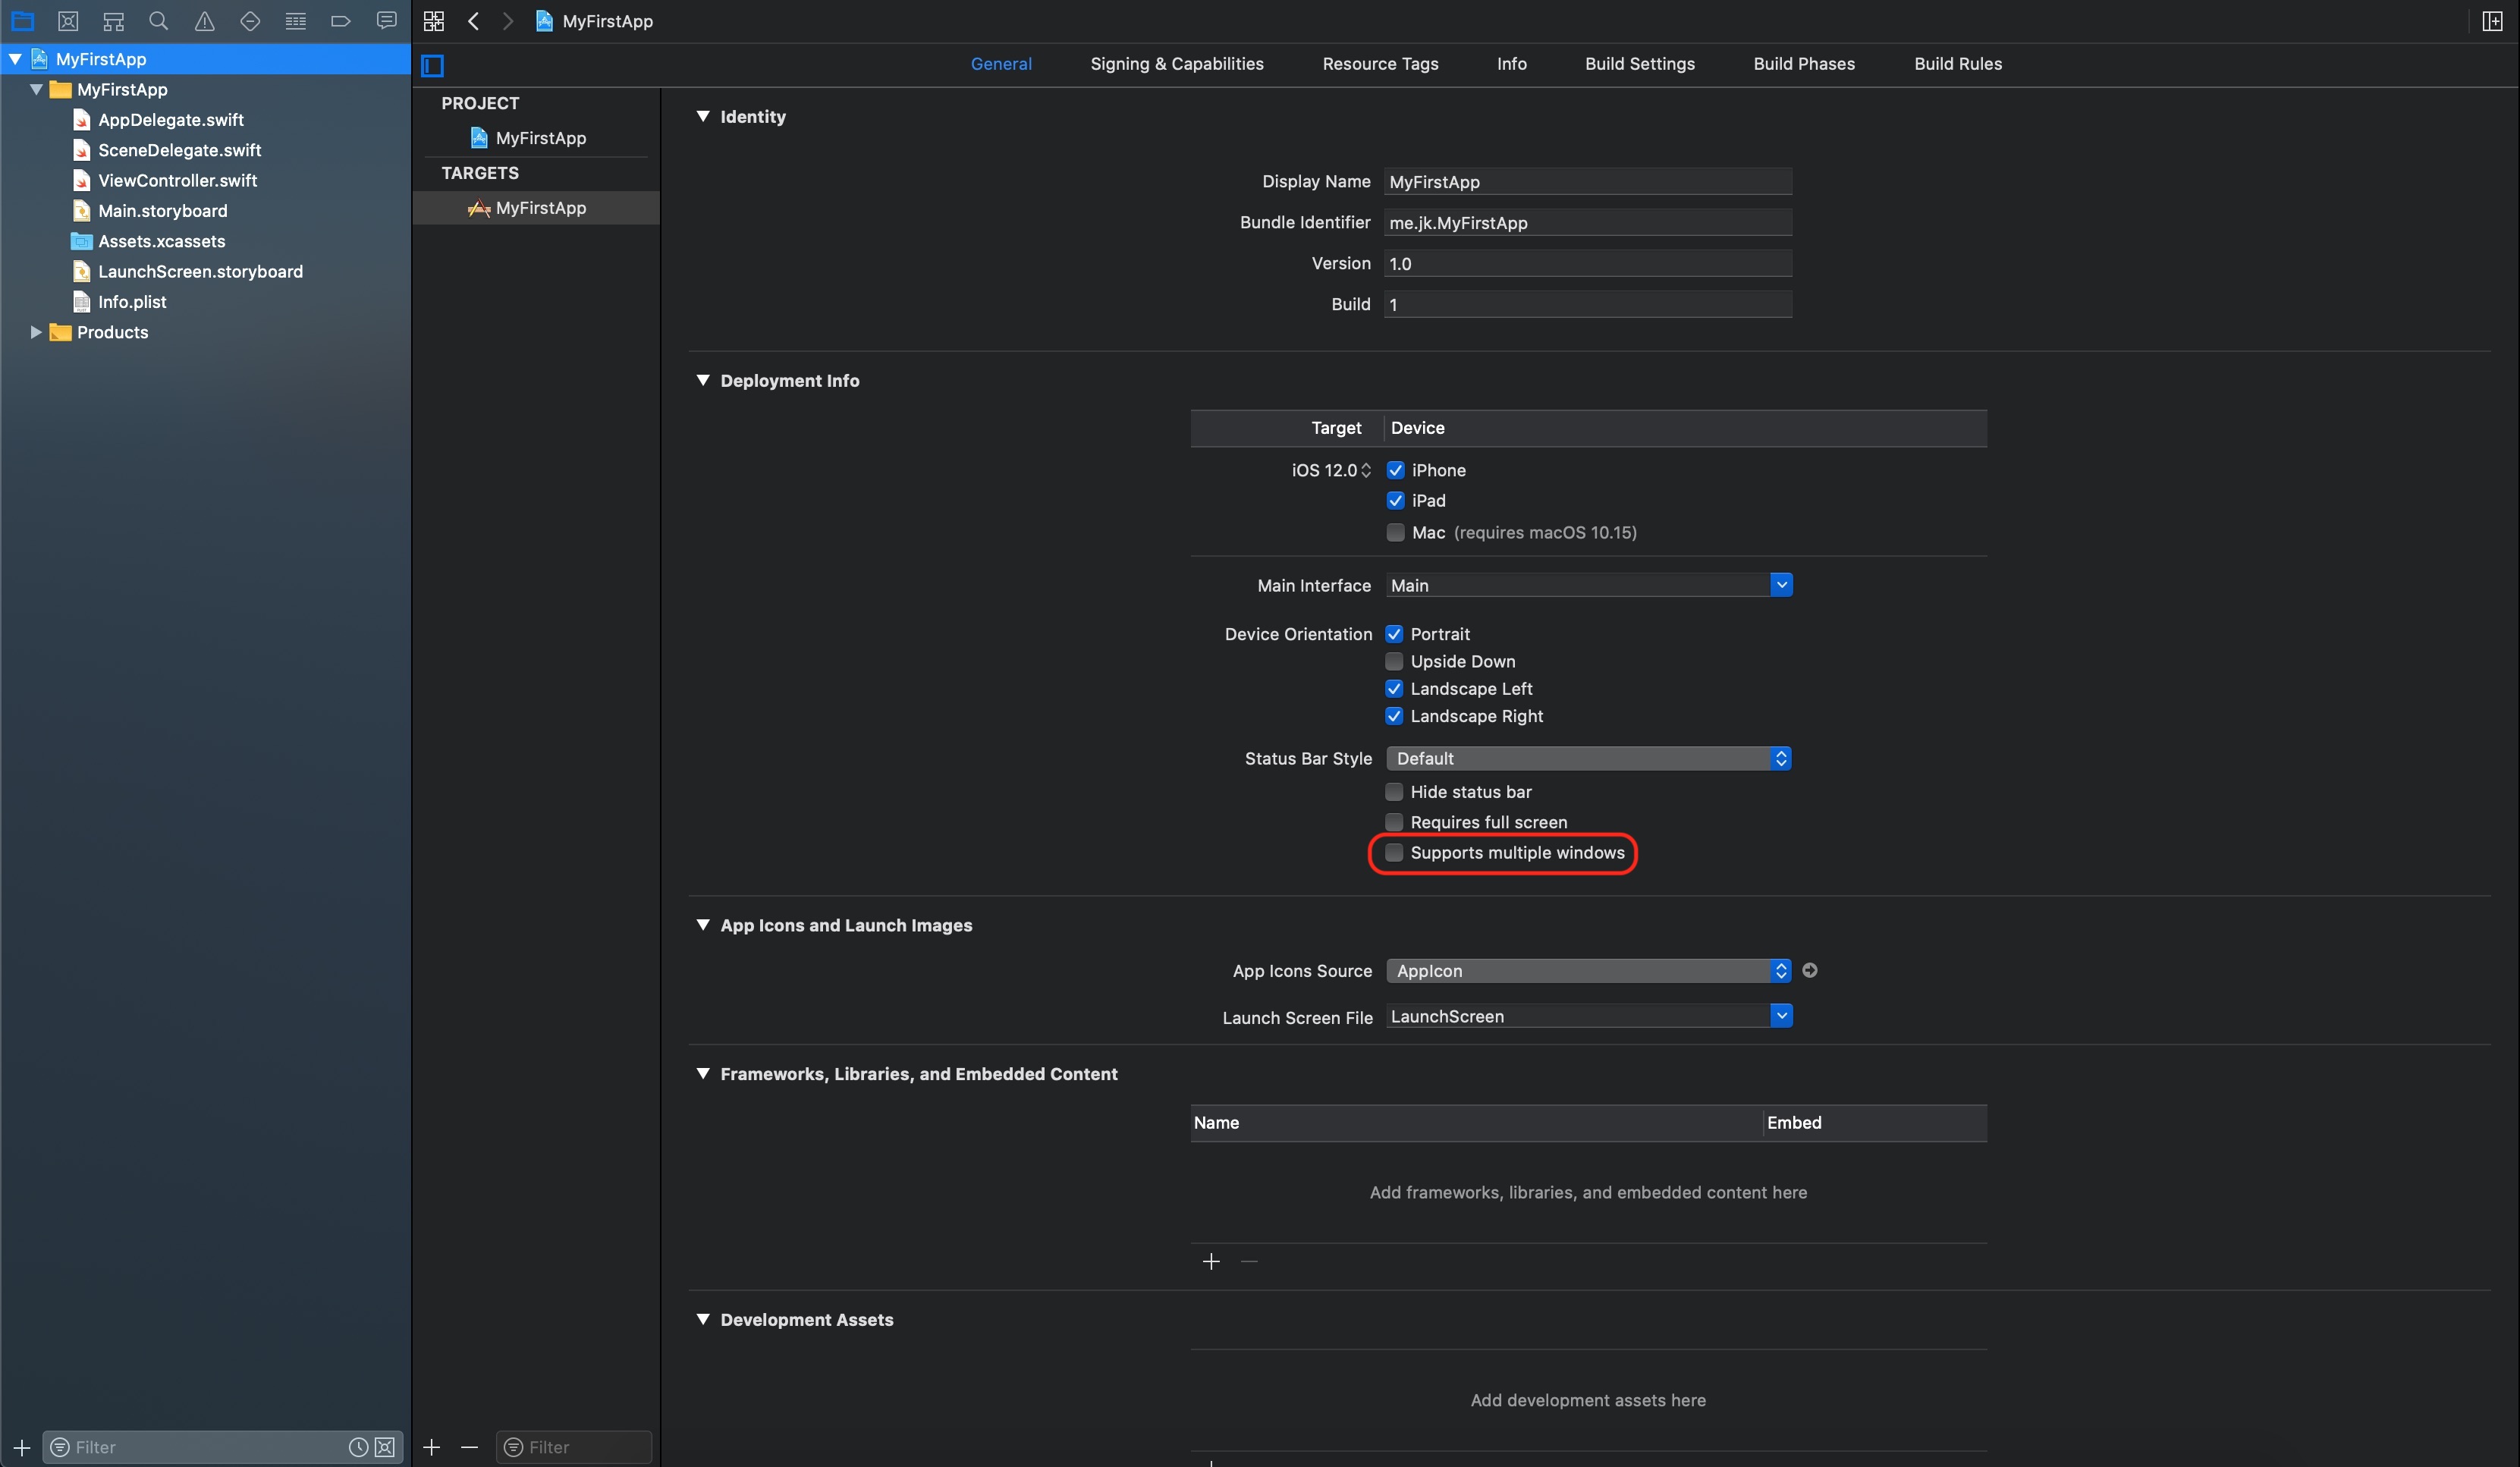 MyFirstApp
MyFirstApp
MyFirstApp
AppDelegate.swift
SceneDelegate.swift
ViewController.swift
Main.storyboard
Assets.xcassets
LaunchScreen.storyboard
Info.plist
Products
Filter
General
Signing & Capabilities
Resource Tags
Info
Build Settings
Build Phases
Build Rules
PROJECT
MyFirstApp
TARGETS
MyFirstApp
Filter
Identity
Display Name MyFirstApp
Bundle Identifier me.jk.MyFirstApp
Version 1.0
Build 1
Deployment Info
Target Device
iOS 12.0 iPhone
iPad
Mac (requires macOS 10.15)
Main Interface Main
Device Orientation Portrait
Upside Down
Landscape Left
Landscape Right
Status Bar Style Default
Hide status bar
Requires full screen
Supports multiple windows
App Icons and Launch Images
App Icons Source AppIcon
Launch Screen File LaunchScreen
Frameworks, Libraries, and Embedded Content
Name Embed
Add frameworks, libraries, and embedded content here
Development Assets
Add development assets here